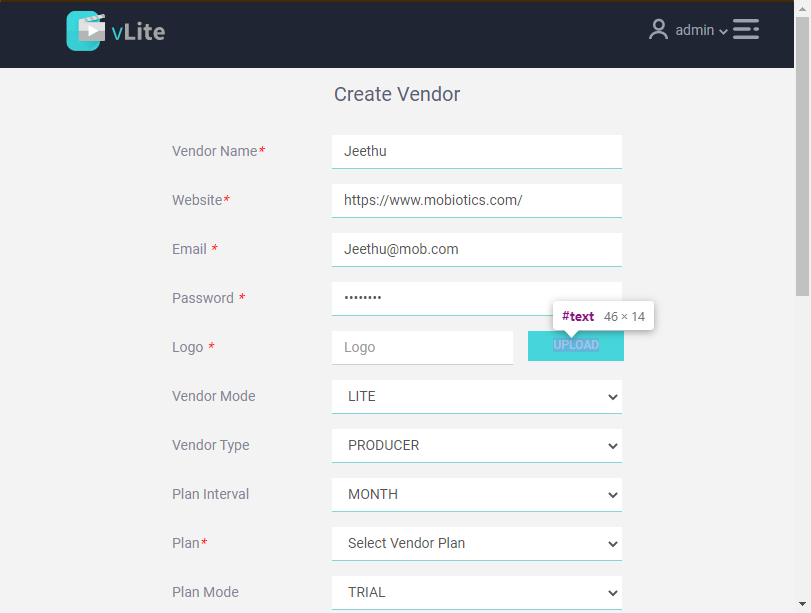 vLite
admin
Create Vendor
Vendor Name* Jeethu
Website* https://www.mobiotics.com/
Email * Jeethu@mob.com
Password * ••••••••
#text 46 × 14
Logo * Logo UPLOAD
Vendor Mode LITE
Vendor Type PRODUCER
Plan Interval MONTH
Plan* Select Vendor Plan
Plan Mode TRIAL